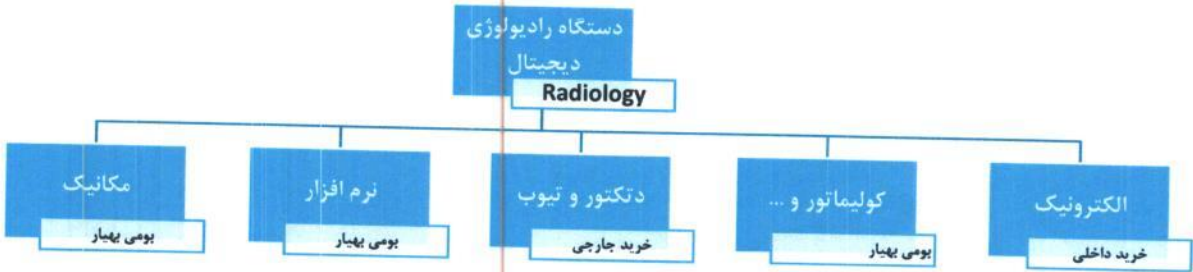 دستگاه رادیولوژی
دیجیتال
Radiology
الکترونیک
خرید داخلی
کولیماتور و ...
بومی بهیار
دتکتور و تیوب
خرید جارجی
نرم افزار
بومی بهیار
مکانیک
بومی بهیار